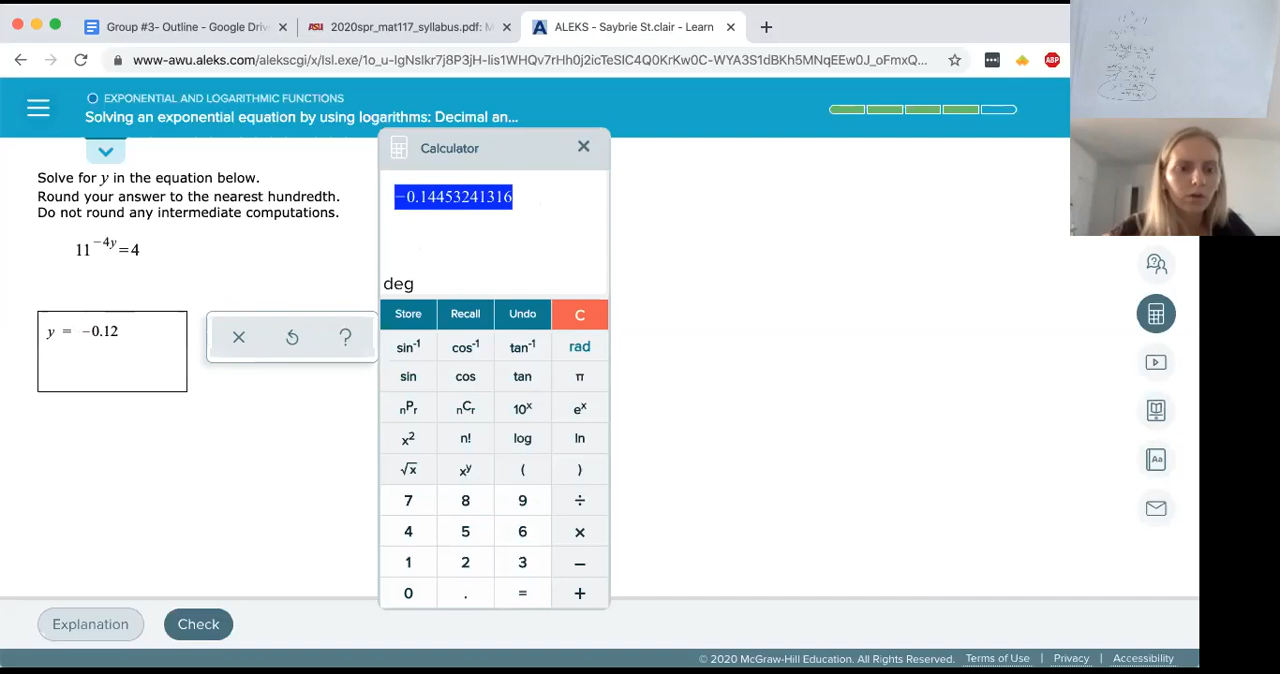 Group #3- Outline - Google Driv
2020spr_mat117_syllabus.pdf: M
ALEKS - Saybrie St.clair - Learn
www-awu.aleks.com/alekscgi/x/Isl.exe/1o_u-IgNsIkr7j8P3jH-Iis1WHQv7rHh0j2icTeSIC4Q0KrKw0C-WYA3S1dBKh5MNqEEw0J_oFmxQ...
ABP
EXPONENTIAL AND LOGARITHMIC FUNCTIONS
Solving an exponential equation by using logarithms: Decimal an...
Solve for y in the equation below.
Round your answer to the nearest hundredth.
Do not round any intermediate computations.
11^−4y = 4
y = −0.12
Calculator
−0.14453241316
deg
Store Recall Undo C
sin⁻¹ cos⁻¹ tan⁻¹ rad
sin cos tan π
nPr nCr 10ˣ eˣ
x² n! log ln
√x xʸ ( )
7 8 9 ÷
4 5 6 ×
1 2 3 −
0 . = +
Aa
Explanation
Check
© 2020 McGraw-Hill Education. All Rights Reserved. Terms of Use | Privacy | Accessibility